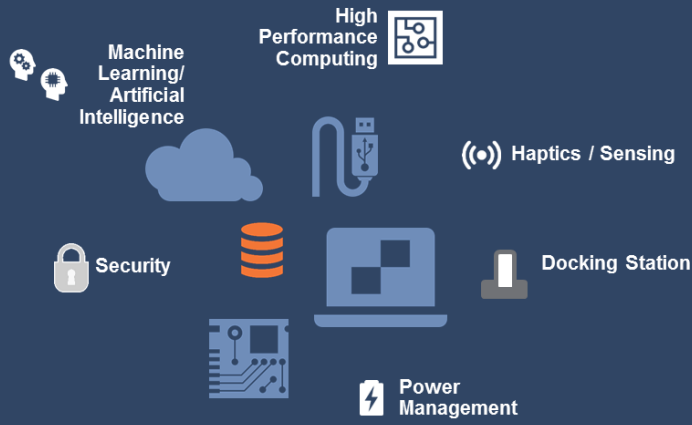 High
Performance
Computing
Machine
Learning/
Artificial
Intelligence
Haptics / Sensing
Security
Docking Station
Power
Management